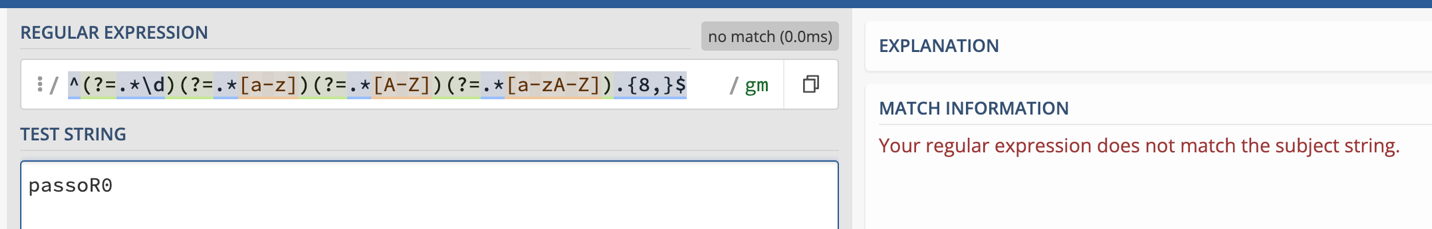 REGULAR EXPRESSION
no match (0.0ms)
/ ^(?=.*\d)(?=.*[a-z])(?=.*[A-Z])(?=.*[a-zA-Z]).{8,}$ / gm
TEST STRING
passoR0
EXPLANATION
MATCH INFORMATION
Your regular expression does not match the subject string.